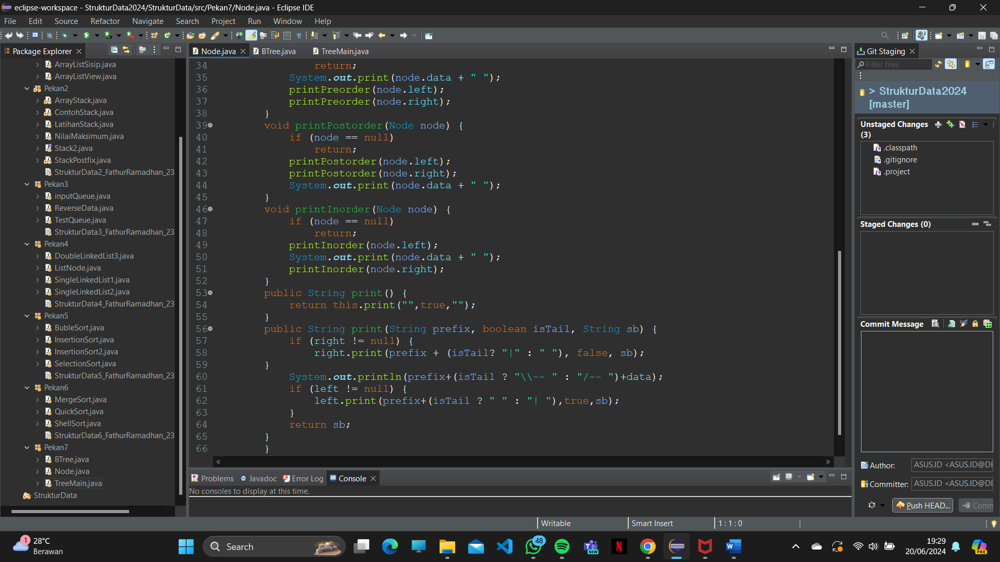 eclipse-workspace - StrukturData2024/StrukturData/src/Pekan7/Node.java - Eclipse IDE
File Edit Source Refactor Navigate Search Project Run Window Help
Package Explorer
ArrayListSisip.java
ArrayListView.java
Pekan2
ArrayStack.java
ContohStack.java
LatihanStack.java
NilaiMaksimum.java
Stack2.java
StackPostfix.java
StrukturData2_FathurRamadhan_23
Pekan3
inputQueue.java
ReverseData.java
TestQueue.java
StrukturData3_FathurRamadhan_23
Pekan4
DoubleLinkedList3.java
ListNode.java
SingleLinkedList1.java
SingleLinkedList2.java
StrukturData4_FathurRamadhan_23
Pekan5
BubleSort.java
InsertionSort.java
InsertionSort2.java
SelectionSort.java
StrukturData5_FathurRamadhan_23
Pekan6
MergeSort.java
QuickSort.java
ShellSort.java
StrukturData6_FathurRamadhan_23
Pekan7
BTree.java
Node.java
TreeMain.java
StrukturData
Node.java BTree.java TreeMain.java
34 return;
35 System.out.print(node.data + " ");
36 printPreorder(node.left);
37 printPreorder(node.right);
38 }
39 void printPostorder(Node node) {
40 if (node == null)
41 return;
42 printPostorder(node.left);
43 printPostorder(node.right);
44 System.out.print(node.data + " ");
45 }
46 void printInorder(Node node) {
47 if (node == null)
48 return;
49 printInorder(node.left);
50 System.out.print(node.data + " ");
51 printInorder(node.right);
52 }
53 public String print() {
54 return this.print("",true,"");
55 }
56 public String print(String prefix, boolean isTail, String sb) {
57 if (right != null) {
58 right.print(prefix + (isTail? "|" : " "), false, sb);
59 }
60 System.out.println(prefix+(isTail ? "\\-- " : "/-- ")+data);
61 if (left != null) {
62 left.print(prefix+(isTail ? " " : "| "),true,sb);
63 }
64 return sb;
65 }
66 }
Problems Javadoc Error Log Console
No consoles to display at this time.
Git Staging
Filter files
> StrukturData2024
[master]
Unstaged Changes
(3)
.classpath
.gitignore
.project
Staged Changes (0)
Commit Message
Author: ASUS.ID <ASUS.ID@DE
Committer: ASUS.ID <ASUS.ID@DE
Push HEAD... Comm
Writable Smart Insert 1 : 1 : 0
1
28°C
Berawan
Search
48
NEW
PRE
19:29
20/06/2024